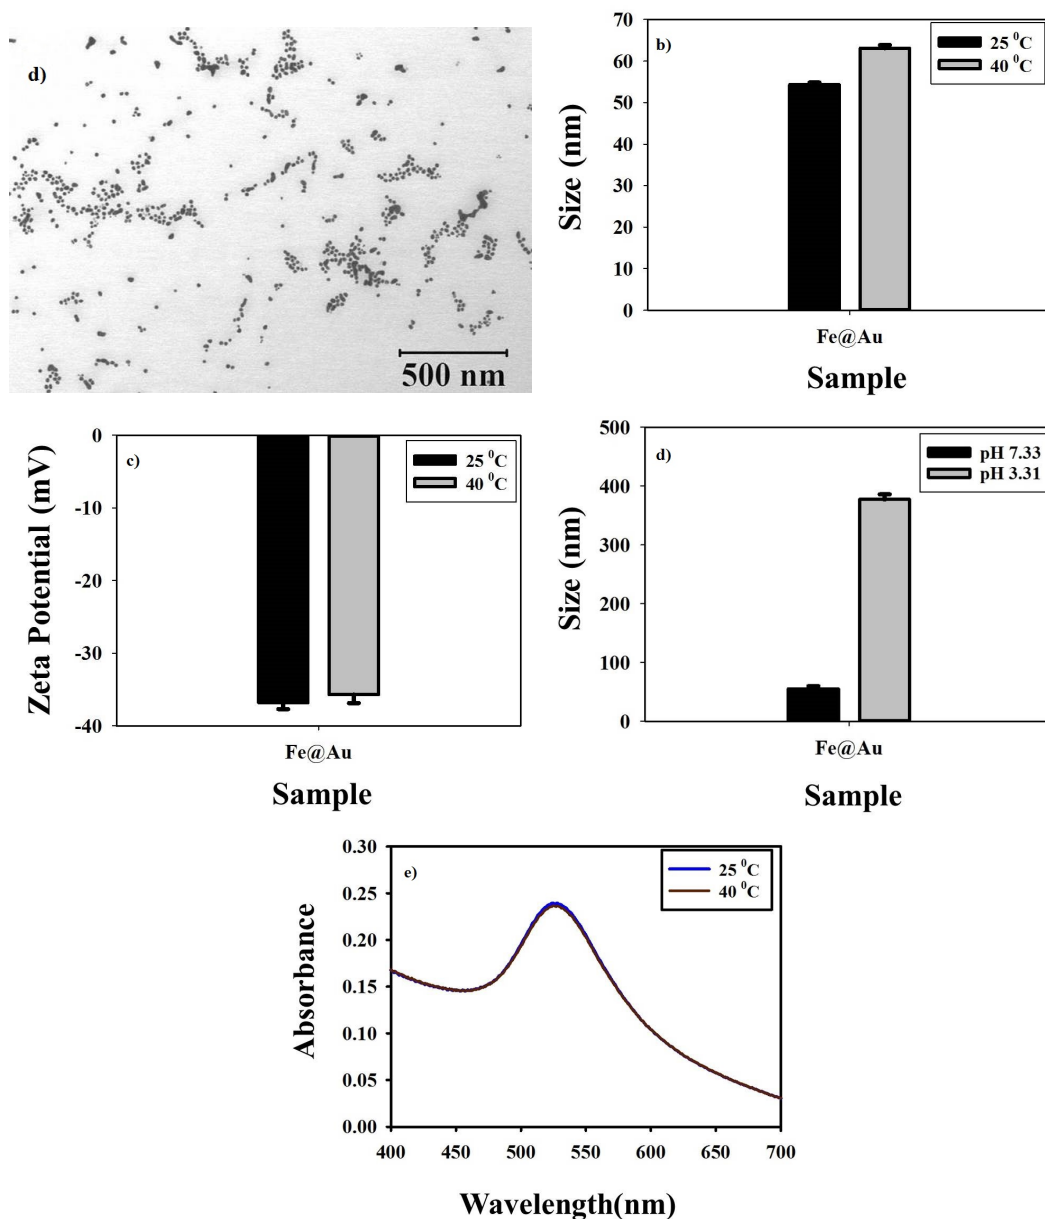 d)
500 nm
b)
25 ⁰C
40 ⁰C
70
60
50
40
30
20
10
0
Size (nm)
Fe@Au
Sample
c)
25 ⁰C
40 ⁰C
0
-10
-20
-30
-40
Zeta Potential (mV)
Fe@Au
Sample
d)
pH 7.33
pH 3.31
500
400
300
200
100
0
Size (nm)
Fe@Au
Sample
e)
25 ⁰C
40 ⁰C
0.30
0.25
0.20
0.15
0.10
0.05
0.00
Absorbance
400 450 500 550 600 650 700
Wavelength(nm)